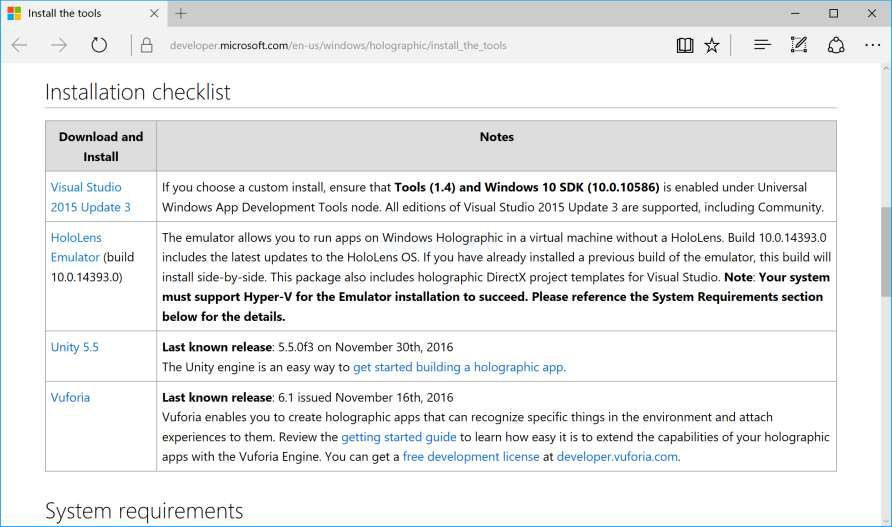 Install the tools
developer.microsoft.com/en-us/windows/holographic/install_the_tools
Installation checklist
Download and
Install
Notes
Visual Studio
2015 Update 3
If you choose a custom install, ensure that Tools (1.4) and Windows 10 SDK (10.0.10586) is enabled under Universal
Windows App Development Tools node. All editions of Visual Studio 2015 Update 3 are supported, including Community.
HoloLens
Emulator (build
10.0.14393.0)
The emulator allows you to run apps on Windows Holographic in a virtual machine without a HoloLens. Build 10.0.14393.0
includes the latest updates to the HoloLens OS. If you have already installed a previous build of the emulator, this build will
install side-by-side. This package also includes holographic DirectX project templates for Visual Studio. Note: Your system
must support Hyper-V for the Emulator installation to succeed. Please reference the System Requirements section
below for the details.
Unity 5.5
Last known release: 5.5.0f3 on November 30th, 2016
The Unity engine is an easy way to get started building a holographic app.
Vuforia
Last known release: 6.1 issued November 16th, 2016
Vuforia enables you to create holographic apps that can recognize specific things in the environment and attach
experiences to them. Review the getting started guide to learn how easy it is to extend the capabilities of your holographic
apps with the Vuforia Engine. You can get a free development license at developer.vuforia.com.
System requirements